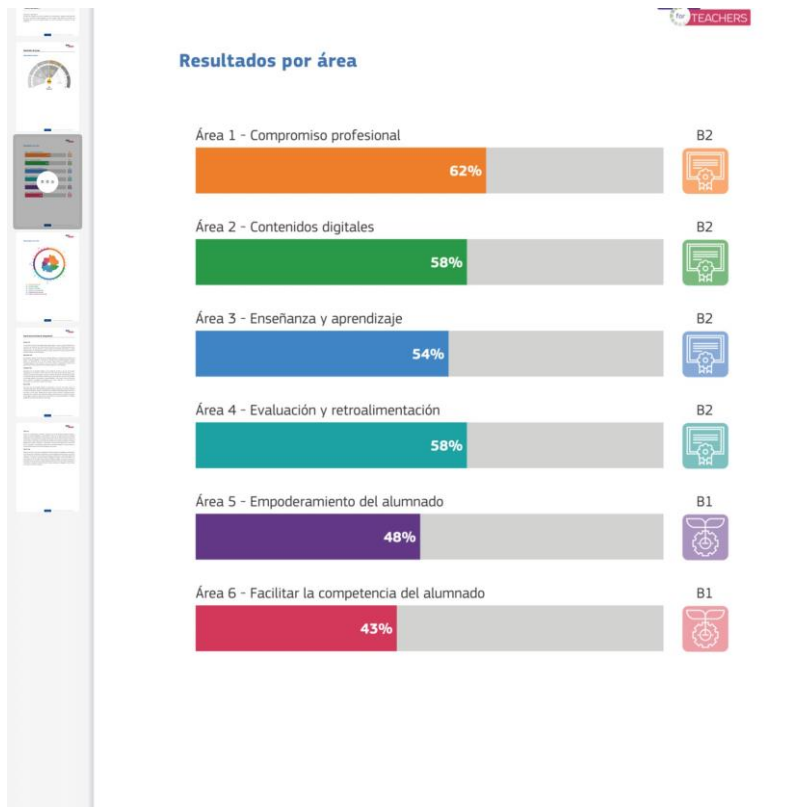 for TEACHERS
Resultados por área
Área 1 - Compromiso profesional B2
62%
Área 2 - Contenidos digitales B2
58%
Área 3 - Enseñanza y aprendizaje B2
54%
Área 4 - Evaluación y retroalimentación B2
58%
Área 5 - Empoderamiento del alumnado B1
48%
Área 6 - Facilitar la competencia del alumnado B1
43%